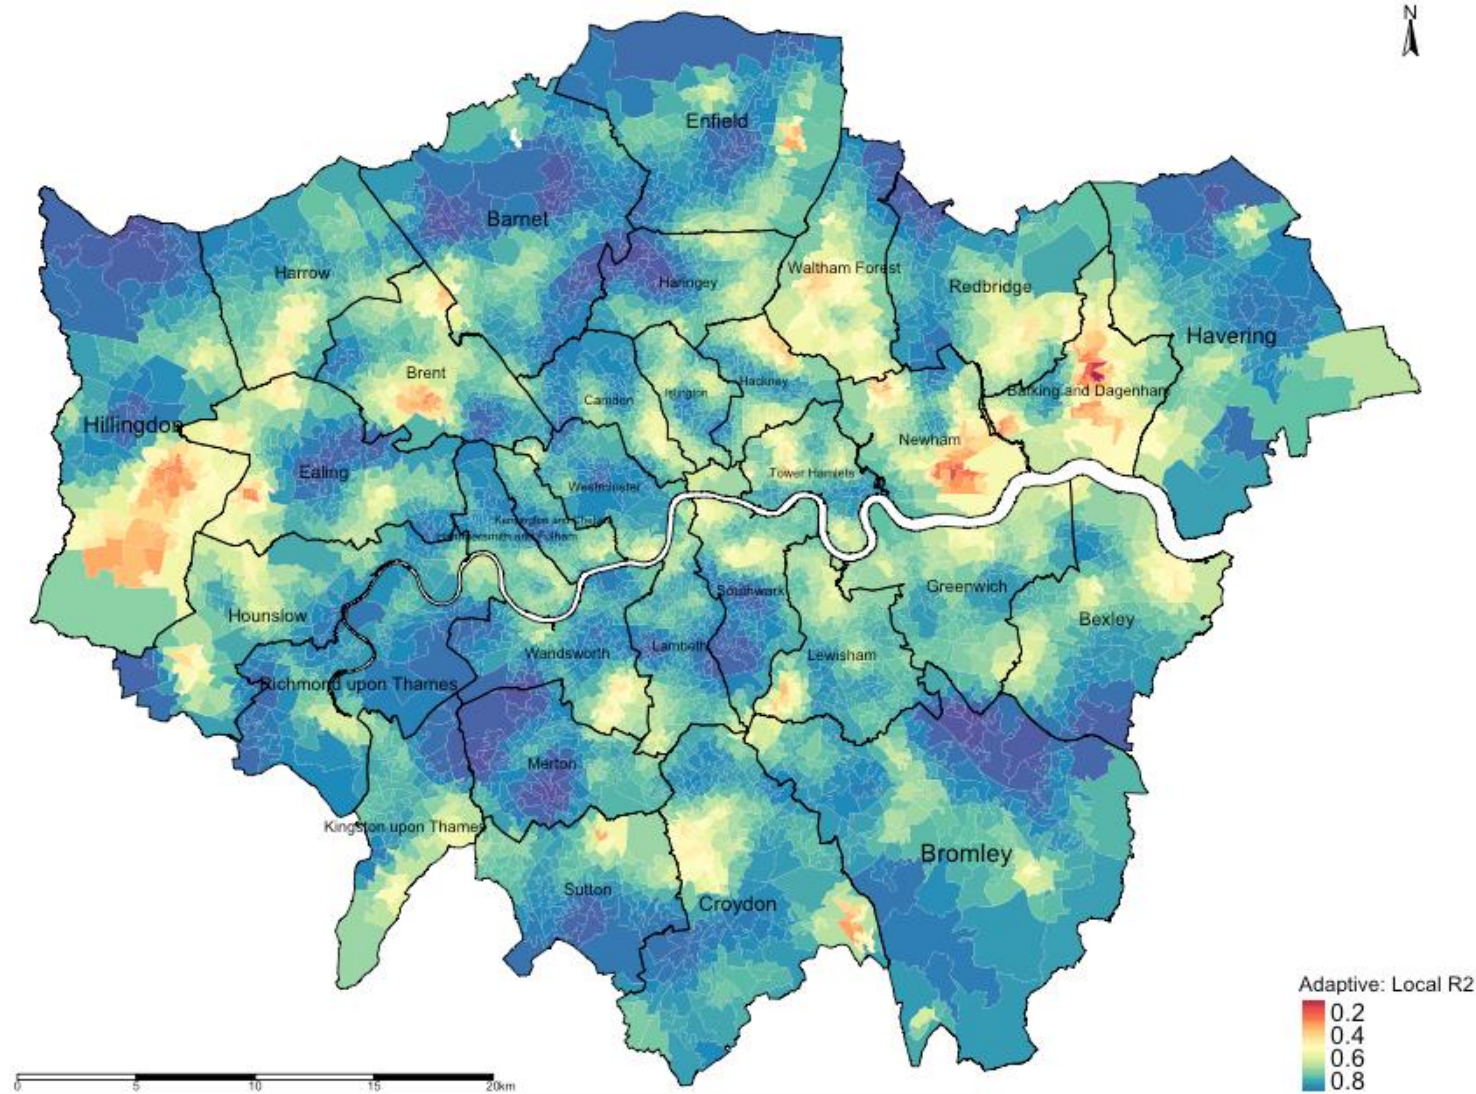 N
Enfield
Barnet
Harrow
Haringey
Waltham Forest
Redbridge
Havering
Brent
Camden
Islington
Hackney
Barking and Dagenham
Hillingdon
Ealing
Newham
Westminster
Tower Hamlets
Kensington and Chelsea
Hammersmith and Fulham
Hounslow
Southwark
Greenwich
Bexley
Wandsworth
Lambeth
Lewisham
Richmond upon Thames
Merton
Kingston upon Thames
Bromley
Sutton
Croydon
Adaptive: Local R2
0.2
0.4
0.6
0.8
0 5 10 15 20km